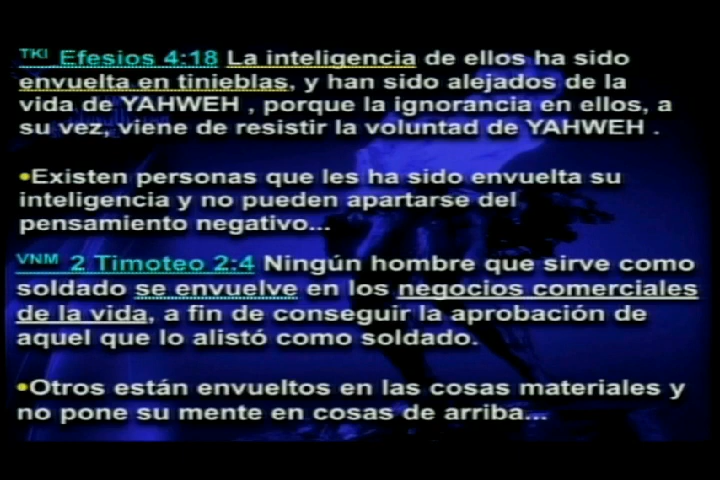 TKI Efesios 4:18 La inteligencia de ellos ha sido
envuelta en tinieblas, y han sido alejados de la
vida de YAHWEH , porque la ignorancia en ellos, a
su vez, viene de resistir la voluntad de YAHWEH .
•Existen personas que les ha sido envuelta su
inteligencia y no pueden apartarse del
pensamiento negativo...
VNM 2 Timoteo 2:4 Ningún hombre que sirve como
soldado se envuelve en los negocios comerciales
de la vida, a fin de conseguir la aprobación de
aquel que lo alistó como soldado.
•Otros están envueltos en las cosas materiales y
no pone su mente en cosas de arriba...